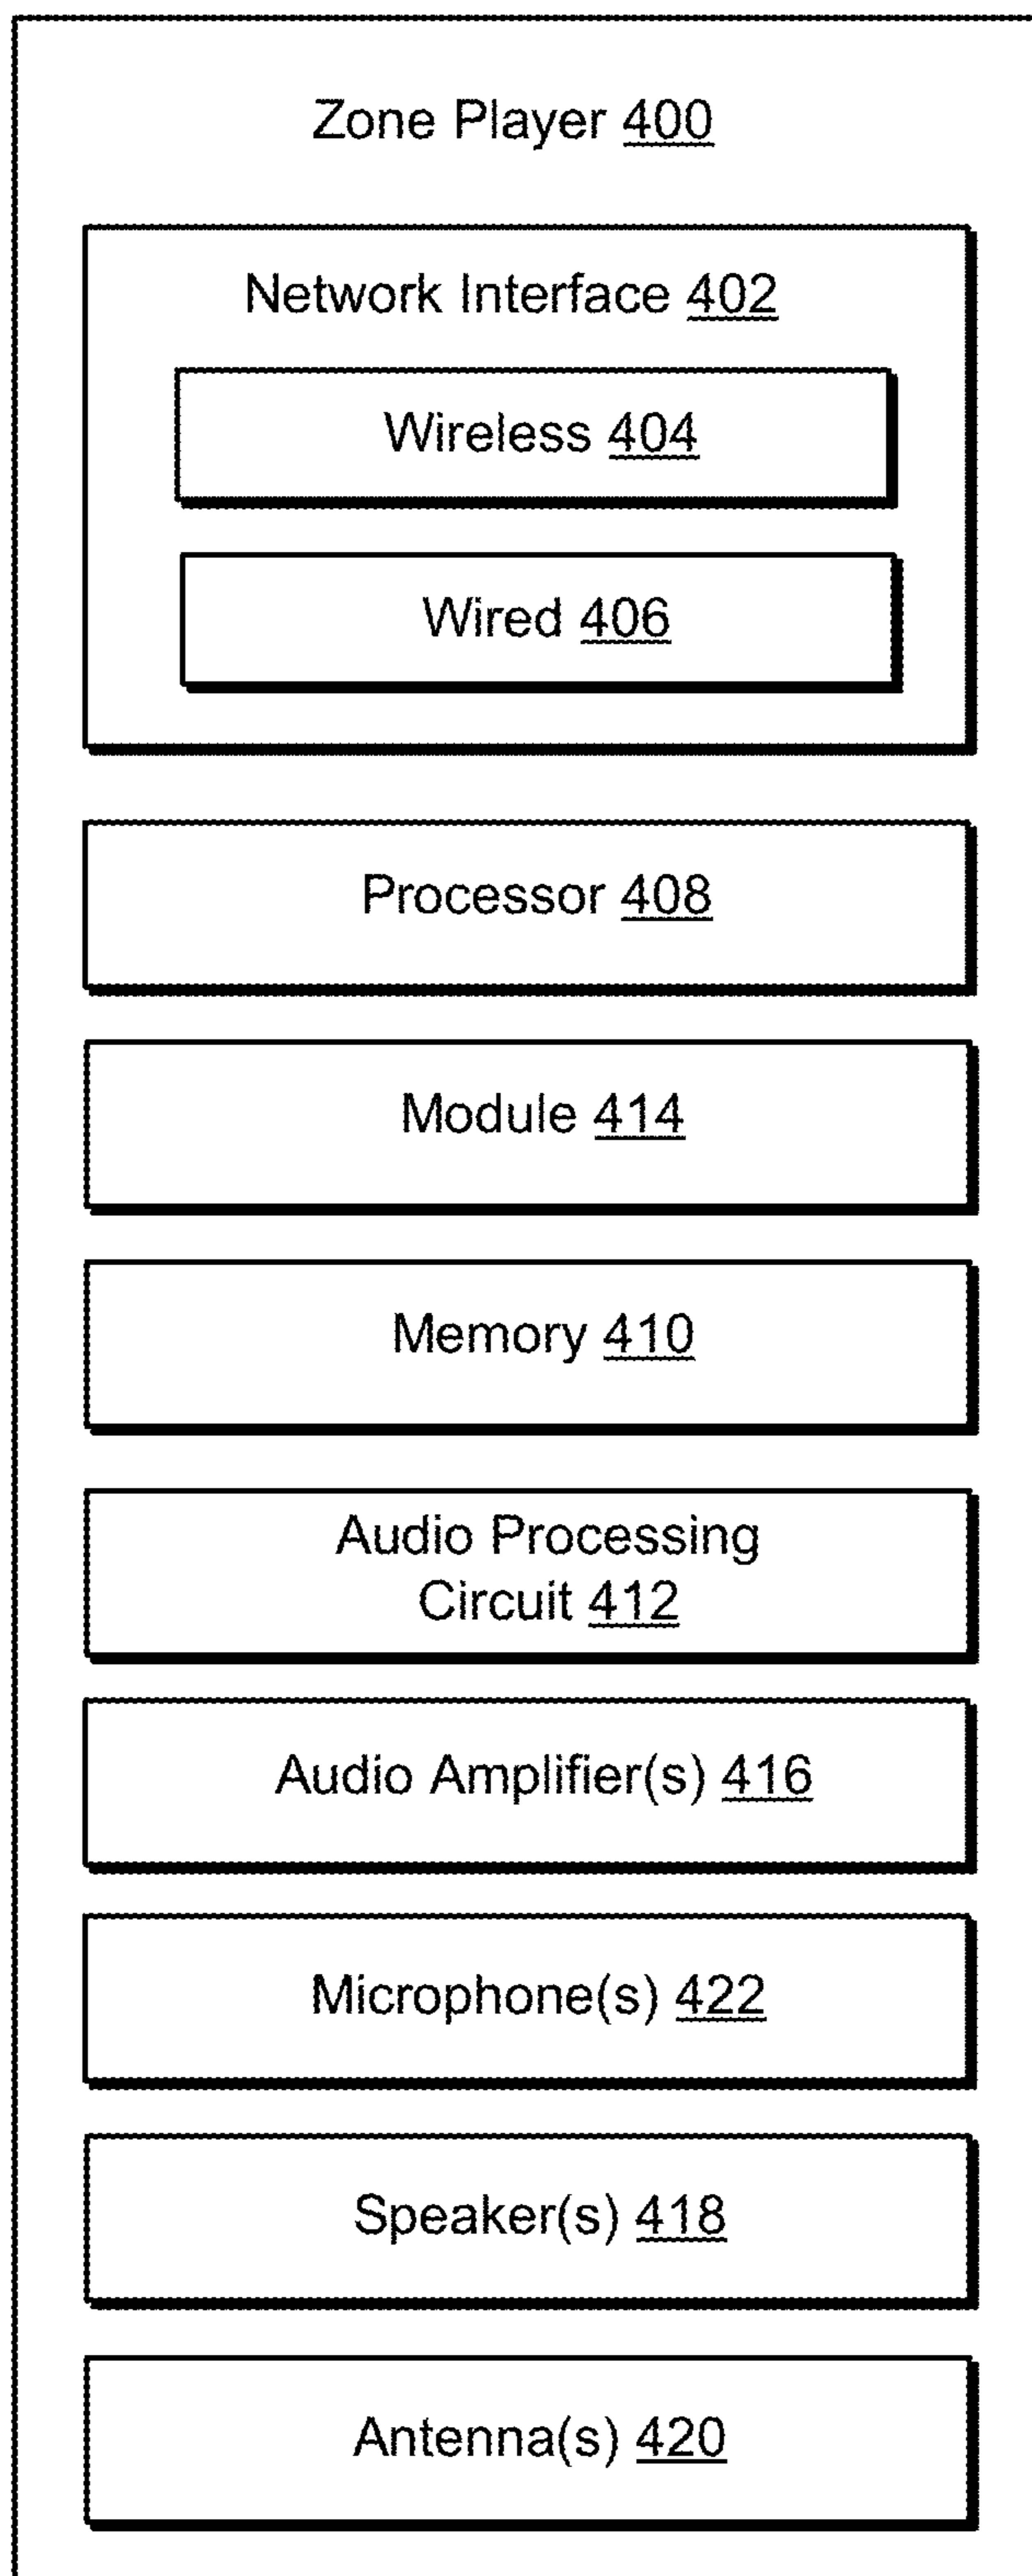 Zone Player 400
Network Interface 402
Wireless 404
Wired 406
Processor 408
Module 414
Memory 410
Audio Processing
Circuit 412
Audio Amplifier(s) 416
Microphone(s) 422
Speaker(s) 418
Antenna(s) 420